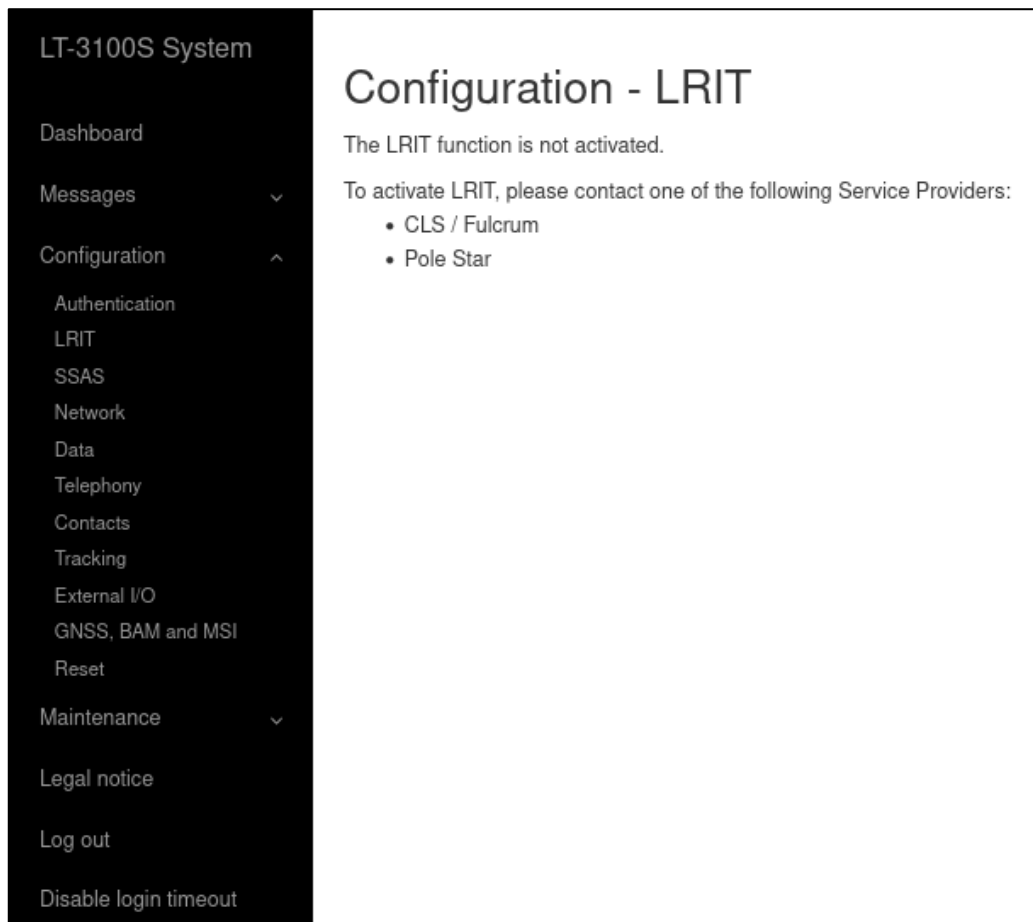 LT-3100S System
Dashboard
Messages
Configuration
Authentication
LRIT
SSAS
Network
Data
Telephony
Contacts
Tracking
External I/O
GNSS, BAM and MSI
Reset
Maintenance
Legal notice
Log out
Disable login timeout
Configuration - LRIT
The LRIT function is not activated.
To activate LRIT, please contact one of the following Service Providers:
• CLS / Fulcrum
• Pole Star